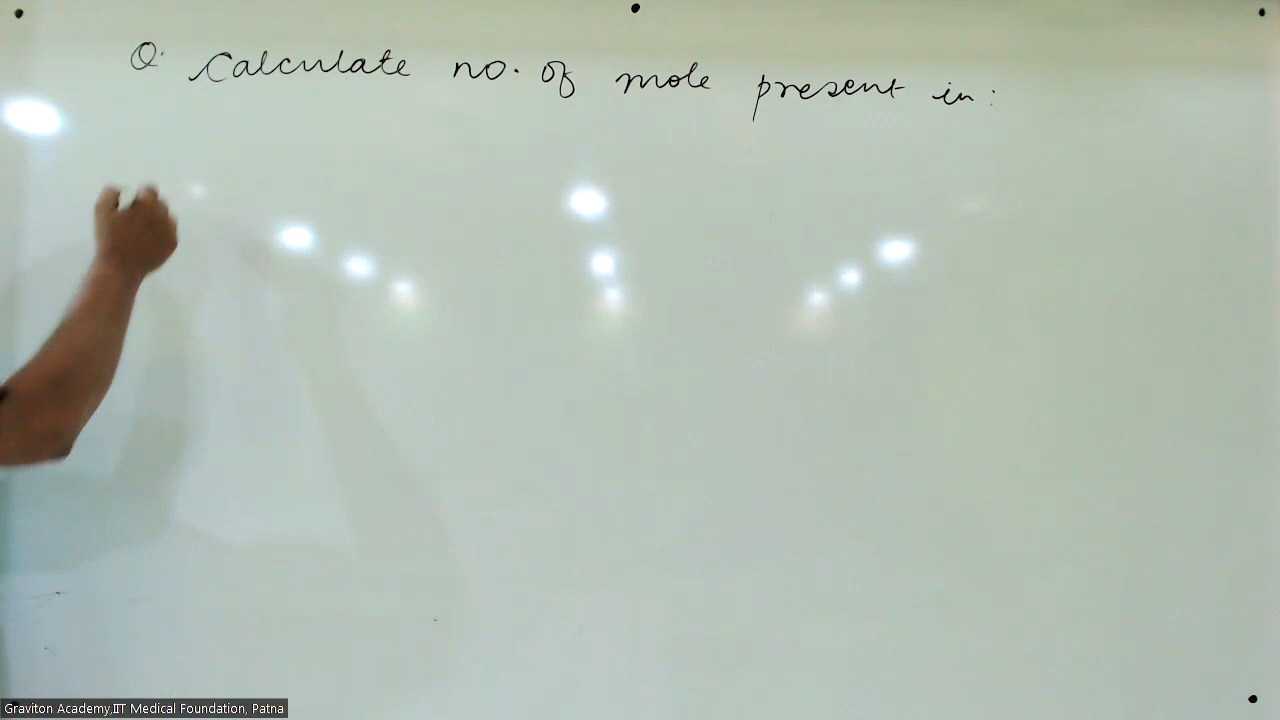 Q. Calculate no. of mole present in:
Graviton Academy,IIT Medical Foundation, Patna